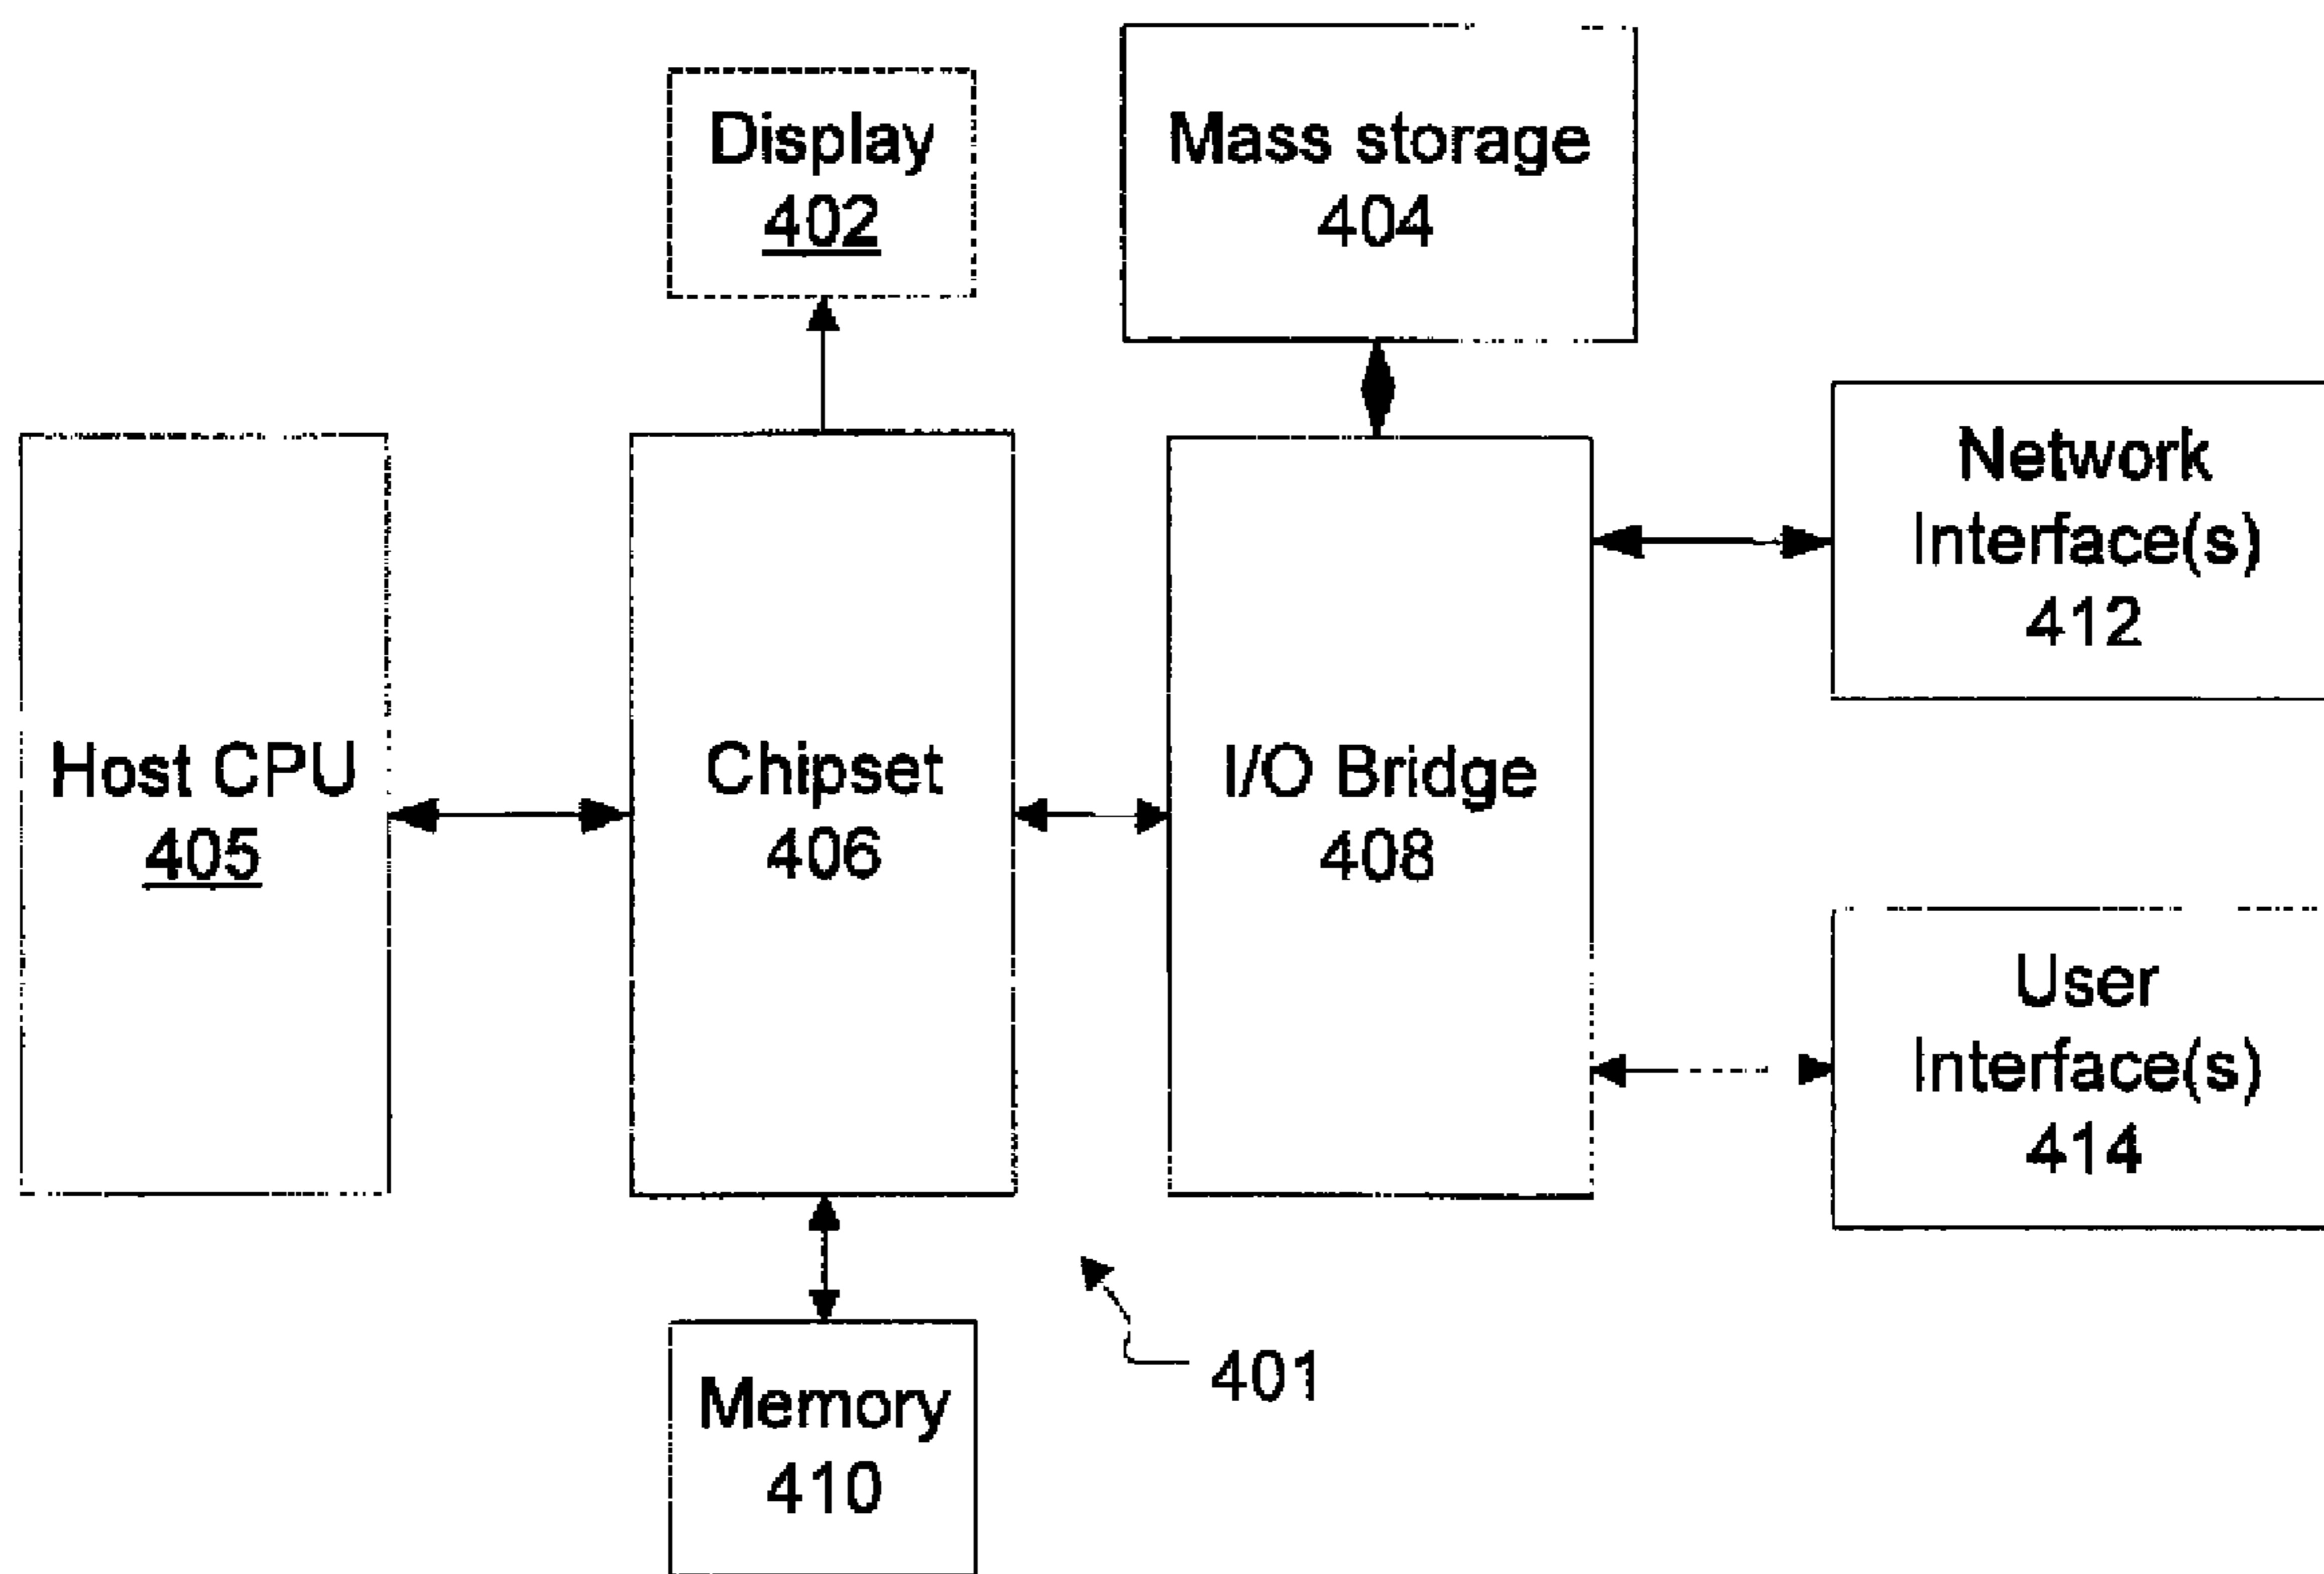 Display
402
Mass storage
404
Network
Interface(s)
412
Host CPU
405
Chipset
406
I/O Bridge
408
User
Interface(s)
414
401
Memory
410